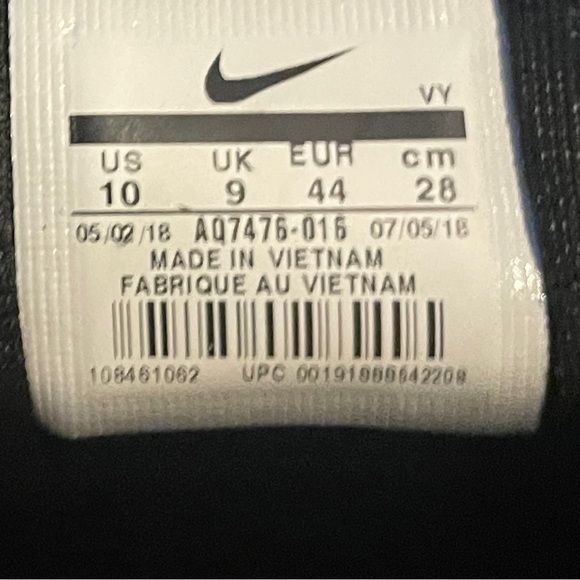 VY
US UK EUR cm
10 9 44 28
05/02/18 AQ7476-016 07/05/18
MADE IN VIETNAM
FABRIQUE AU VIETNAM
108461062 UPC